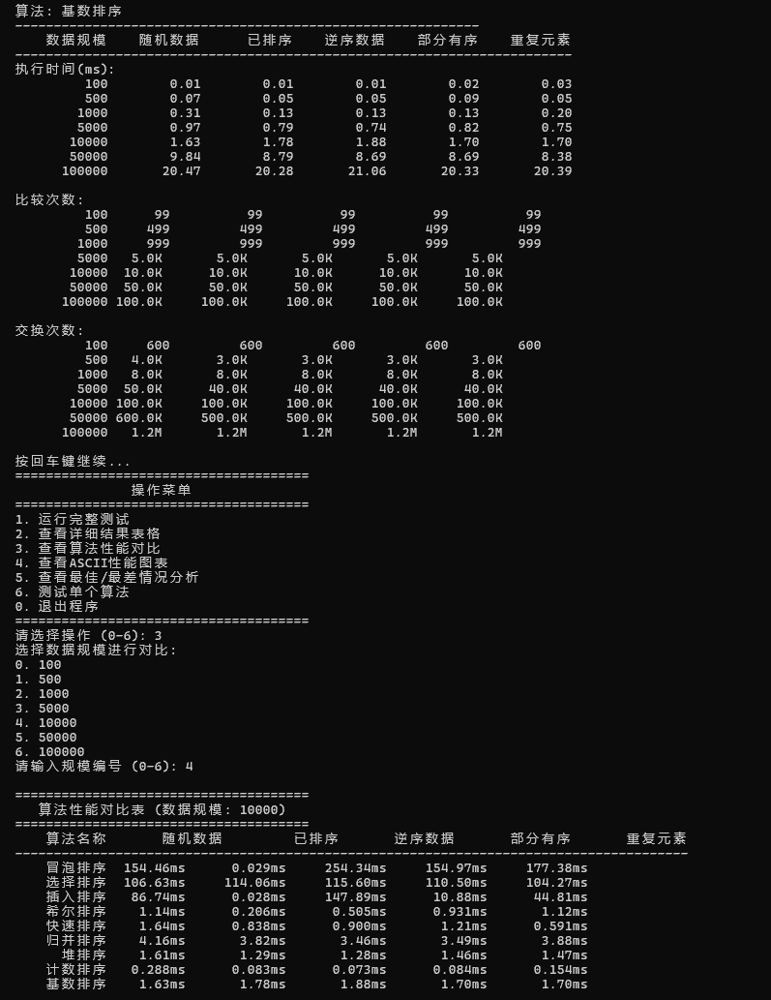 算法: 基数排序
------------------------------------------------------------
数据规模 随机数据 已排序 逆序数据 部分有序 重复元素
------------------------------------------------------------------------
执行时间(ms):
100 0.01 0.01 0.01 0.02 0.03
500 0.07 0.05 0.05 0.09 0.05
1000 0.31 0.13 0.13 0.13 0.20
5000 0.97 0.79 0.74 0.82 0.75
10000 1.63 1.78 1.88 1.70 1.70
50000 9.84 8.79 8.69 8.69 8.38
100000 20.47 20.28 21.06 20.33 20.39
比较次数:
100 99 99 99 99 99
500 499 499 499 499 499
1000 999 999 999 999 999
5000 5.0K 5.0K 5.0K 5.0K 5.0K
10000 10.0K 10.0K 10.0K 10.0K 10.0K
50000 50.0K 50.0K 50.0K 50.0K 50.0K
100000 100.0K 100.0K 100.0K 100.0K 100.0K
交换次数:
100 600 600 600 600 600
500 4.0K 3.0K 3.0K 3.0K 3.0K
1000 8.0K 8.0K 8.0K 8.0K 8.0K
5000 50.0K 40.0K 40.0K 40.0K 40.0K
10000 100.0K 100.0K 100.0K 100.0K 100.0K
50000 600.0K 500.0K 500.0K 500.0K 500.0K
100000 1.2M 1.2M 1.2M 1.2M 1.2M
按回车键继续...
======================================
操作菜单
======================================
1. 运行完整测试
2. 查看详细结果表格
3. 查看算法性能对比
4. 查看ASCII性能图表
5. 查看最佳/最差情况分析
6. 测试单个算法
0. 退出程序
======================================
请选择操作 (0-6): 3
选择数据规模进行对比:
0. 100
1. 500
2. 1000
3. 5000
4. 10000
5. 50000
6. 100000
请输入规模编号 (0-6): 4
======================================
算法性能对比表 (数据规模: 10000)
======================================
算法名称 随机数据 已排序 逆序数据 部分有序 重复元素
---------------------------------------------------------------------------------------
冒泡排序 154.46ms 0.029ms 254.34ms 154.97ms 177.38ms
选择排序 106.63ms 114.06ms 115.60ms 110.50ms 104.27ms
插入排序 86.74ms 0.028ms 147.89ms 10.88ms 44.81ms
希尔排序 1.14ms 0.206ms 0.505ms 0.931ms 1.12ms
快速排序 1.64ms 0.838ms 0.900ms 1.21ms 0.591ms
归并排序 4.16ms 3.82ms 3.46ms 3.49ms 3.88ms
堆排序 1.61ms 1.29ms 1.28ms 1.46ms 1.47ms
计数排序 0.288ms 0.083ms 0.073ms 0.084ms 0.154ms
基数排序 1.63ms 1.78ms 1.88ms 1.70ms 1.70ms